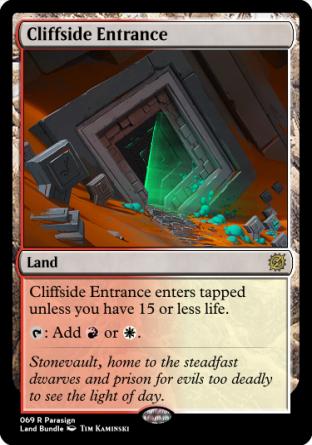 Cliffside Entrance
Land
Cliffside Entrance enters tapped
unless you have 15 or less life.
: Add or .
Stonevault, home to the steadfast
dwarves and prison for evils too deadly
to see the light of day.
069 R Parasign
Land Bundle Tim Kaminski